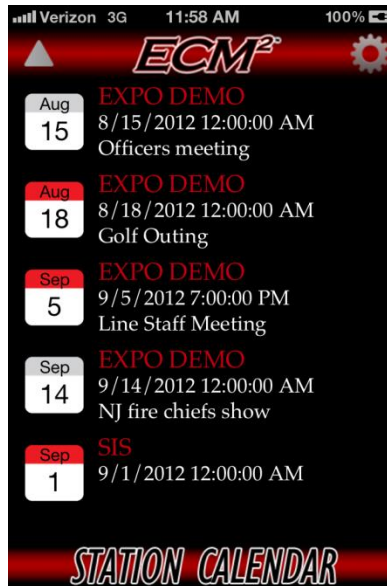 Verizon 3G 11:58 AM 100%
ECM²™
Aug
15
EXPO DEMO
8/15/2012 12:00:00 AM
Officers meeting
Aug
18
EXPO DEMO
8/18/2012 12:00:00 AM
Golf Outing
Sep
5
EXPO DEMO
9/5/2012 7:00:00 PM
Line Staff Meeting
Sep
14
EXPO DEMO
9/14/2012 12:00:00 AM
NJ fire chiefs show
Sep
1
SIS
9/1/2012 12:00:00 AM
STATION CALENDAR